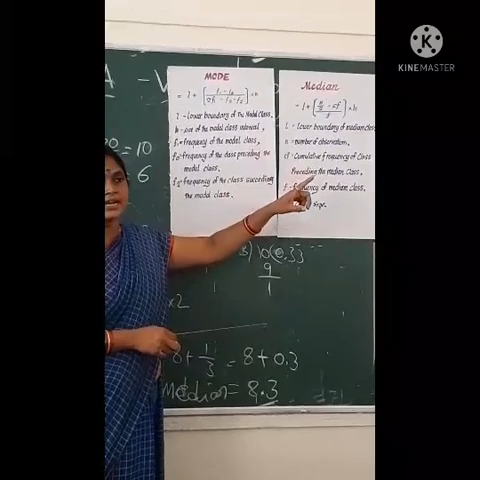 KINEMASTER
A - V
MODE
= l + [f₁-f₀ / 2f₁-f₀-f₂] × h
l - Lower boundary of the Modal Class,
h - size of the modal class interval,
f₁ - frequency of the modal class,
f₀ - frequency of the class preceding the
modal class.
f₂ - frequency of the class succeeding
the modal class.
Median
= l + [n/2 - cf / f] × h
l - Lower boundary of median class
n - number of observations,
cf - Cumulative frequency of Class
Preceding the median Class,
f - frequency of median class,
size.
= 10
6
3) 10 (0.33
9
1
×2
8 + 1/3 = 8 + 0.3
Median = 8.3